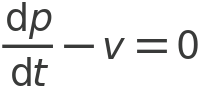 dp/dt − v = 0